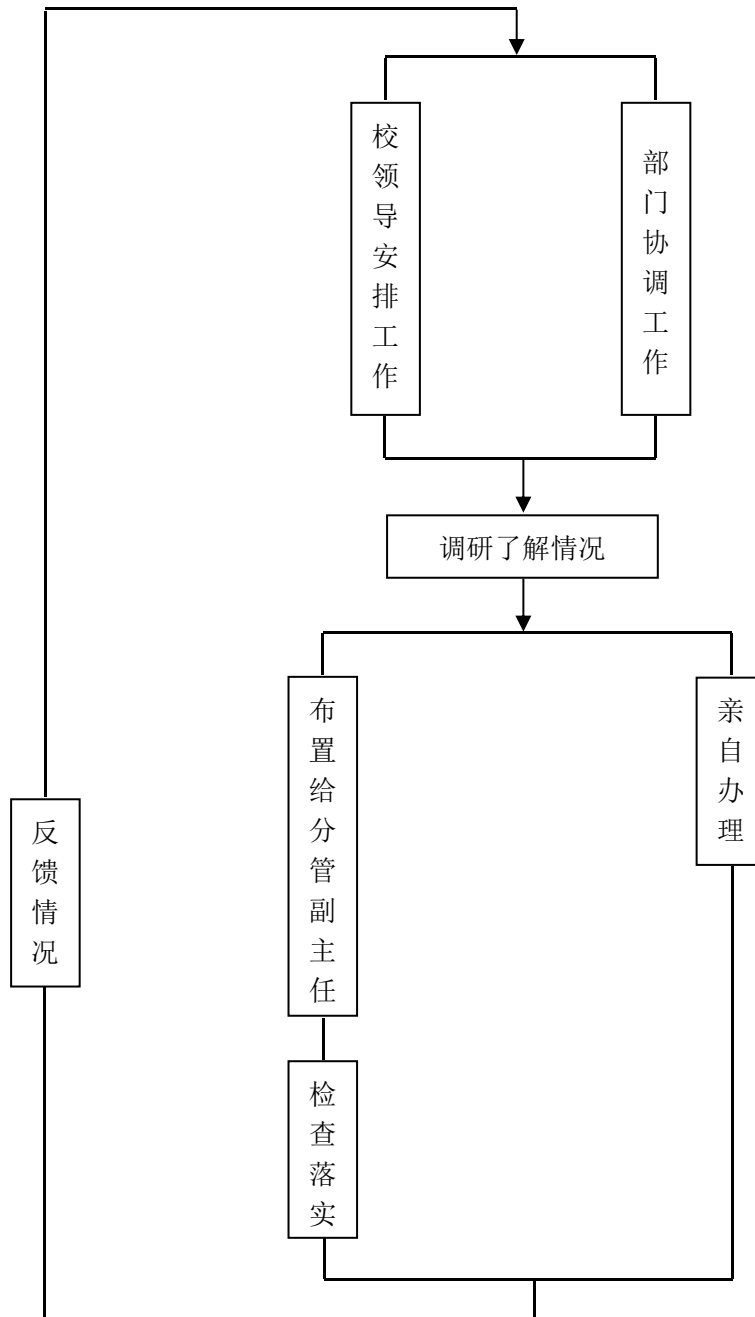 校领导安排工作
部门协调工作
调研了解情况
布置给分管副主任
亲自办理
反馈情况
检查落实